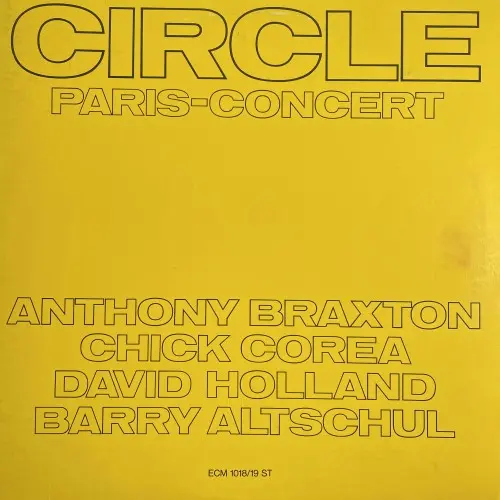 CIRCLE
PARIS-CONCERT
ANTHONY BRAXTON
CHICK COREA
DAVID HOLLAND
BARRY ALTSCHUL
ECM 1018/19 ST